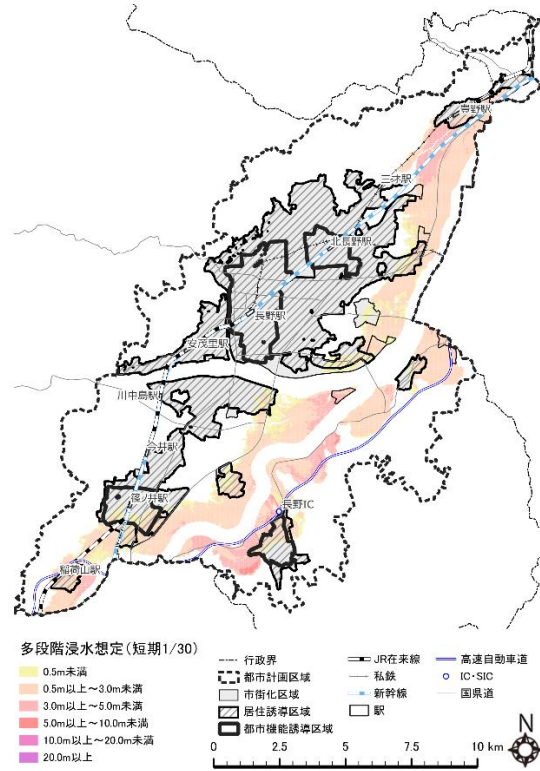 豊野駅
三才駅
北長野駅
長野駅
安茂里駅
川中島駅
今井駅
篠ノ井駅
長野IC
稲荷山駅
多段階浸水想定(短期1/30)
0.5m未満
0.5m以上~3.0m未満
3.0m以上~5.0m未満
5.0m以上~10.0m未満
10.0m以上~20.0m未満
20.0m以上
行政界
都市計画区域
市街化区域
居住誘導区域
都市機能誘導区域
JR在来線
私鉄
新幹線
駅
高速自動車道
IC・SIC
国県道
N
0 2.5 5 7.5 10 km